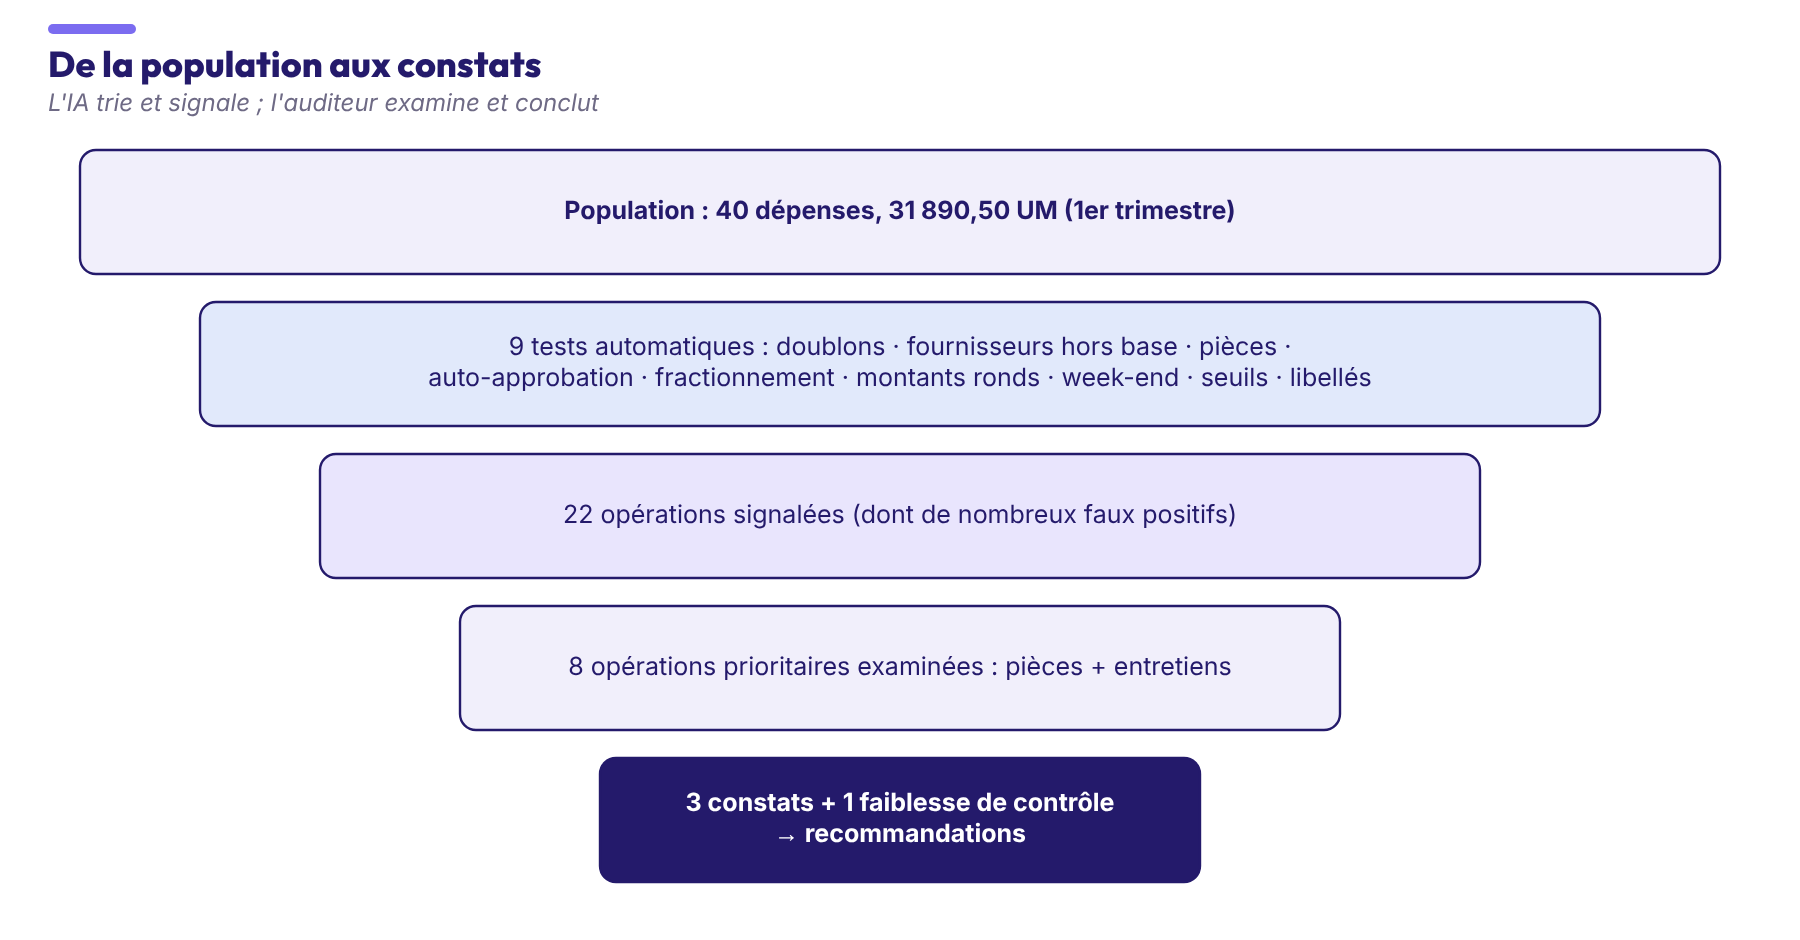 De la population aux constats
L'IA trie et signale ; l'auditeur examine et conclut
Population : 40 dépenses, 31 890,50 UM (1er trimestre)
9 tests automatiques : doublons · fournisseurs hors base · pièces ·
auto-approbation · fractionnement · montants ronds · week-end · seuils · libellés
22 opérations signalées (dont de nombreux faux positifs)
8 opérations prioritaires examinées : pièces + entretiens
3 constats + 1 faiblesse de contrôle
→ recommandations